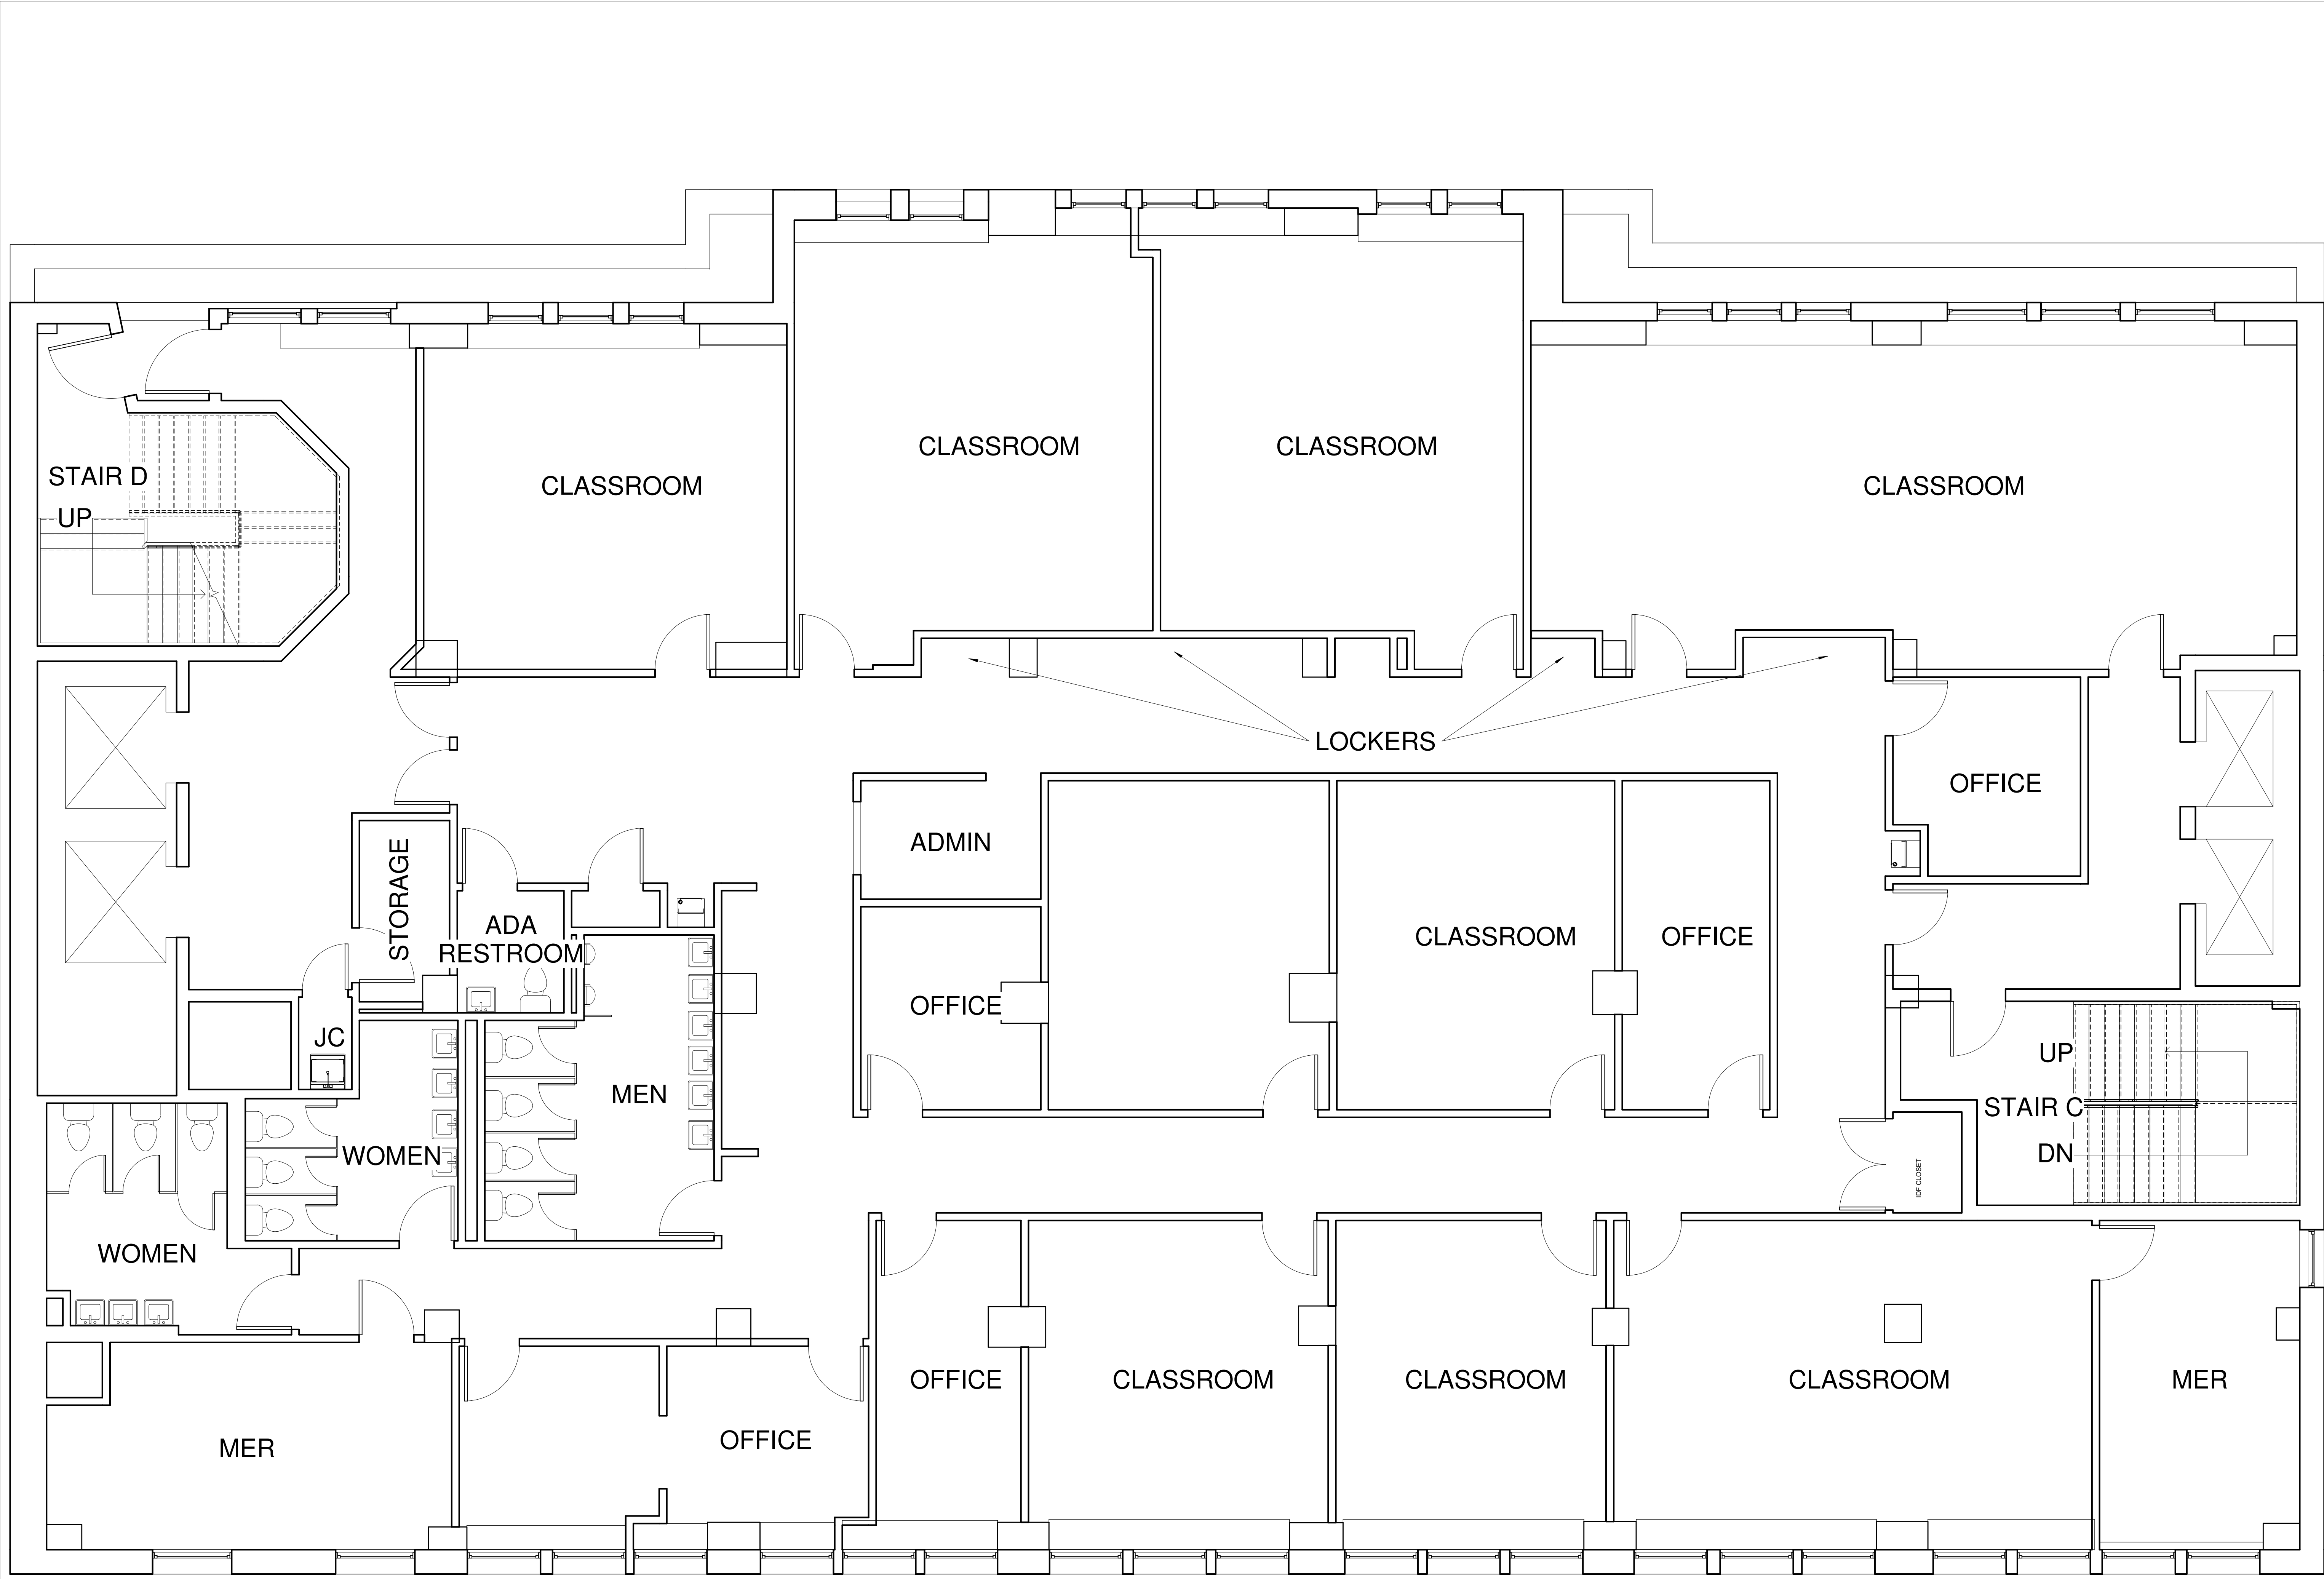 CLASSROOM
CLASSROOM
CLASSROOM
CLASSROOM
STAIR D
UP
LOCKERS
OFFICE
ADMIN
STORAGE
ADA
RESTROOM
CLASSROOM
OFFICE
OFFICE
JC
MEN
WOMEN
UP
STAIR C
DN
IDF CLOSET
WOMEN
OFFICE
CLASSROOM
CLASSROOM
CLASSROOM
MER
MER
OFFICE